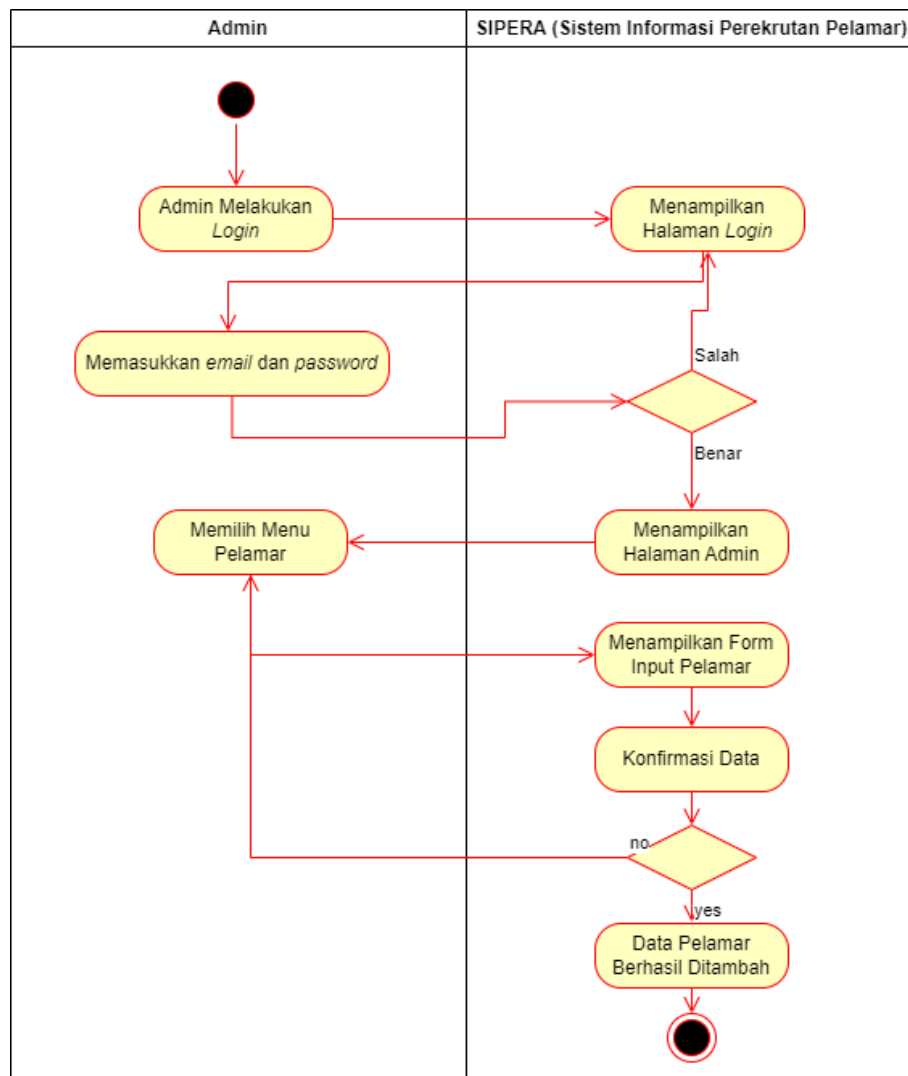 Admin
SIPERA (Sistem Informasi Perekrutan Pelamar)
Admin Melakukan
Login
Menampilkan
Halaman Login
Memasukkan email dan password
Salah
Benar
Memilih Menu
Pelamar
Menampilkan
Halaman Admin
Menampilkan Form
Input Pelamar
Konfirmasi Data
no
yes
Data Pelamar
Berhasil Ditambah